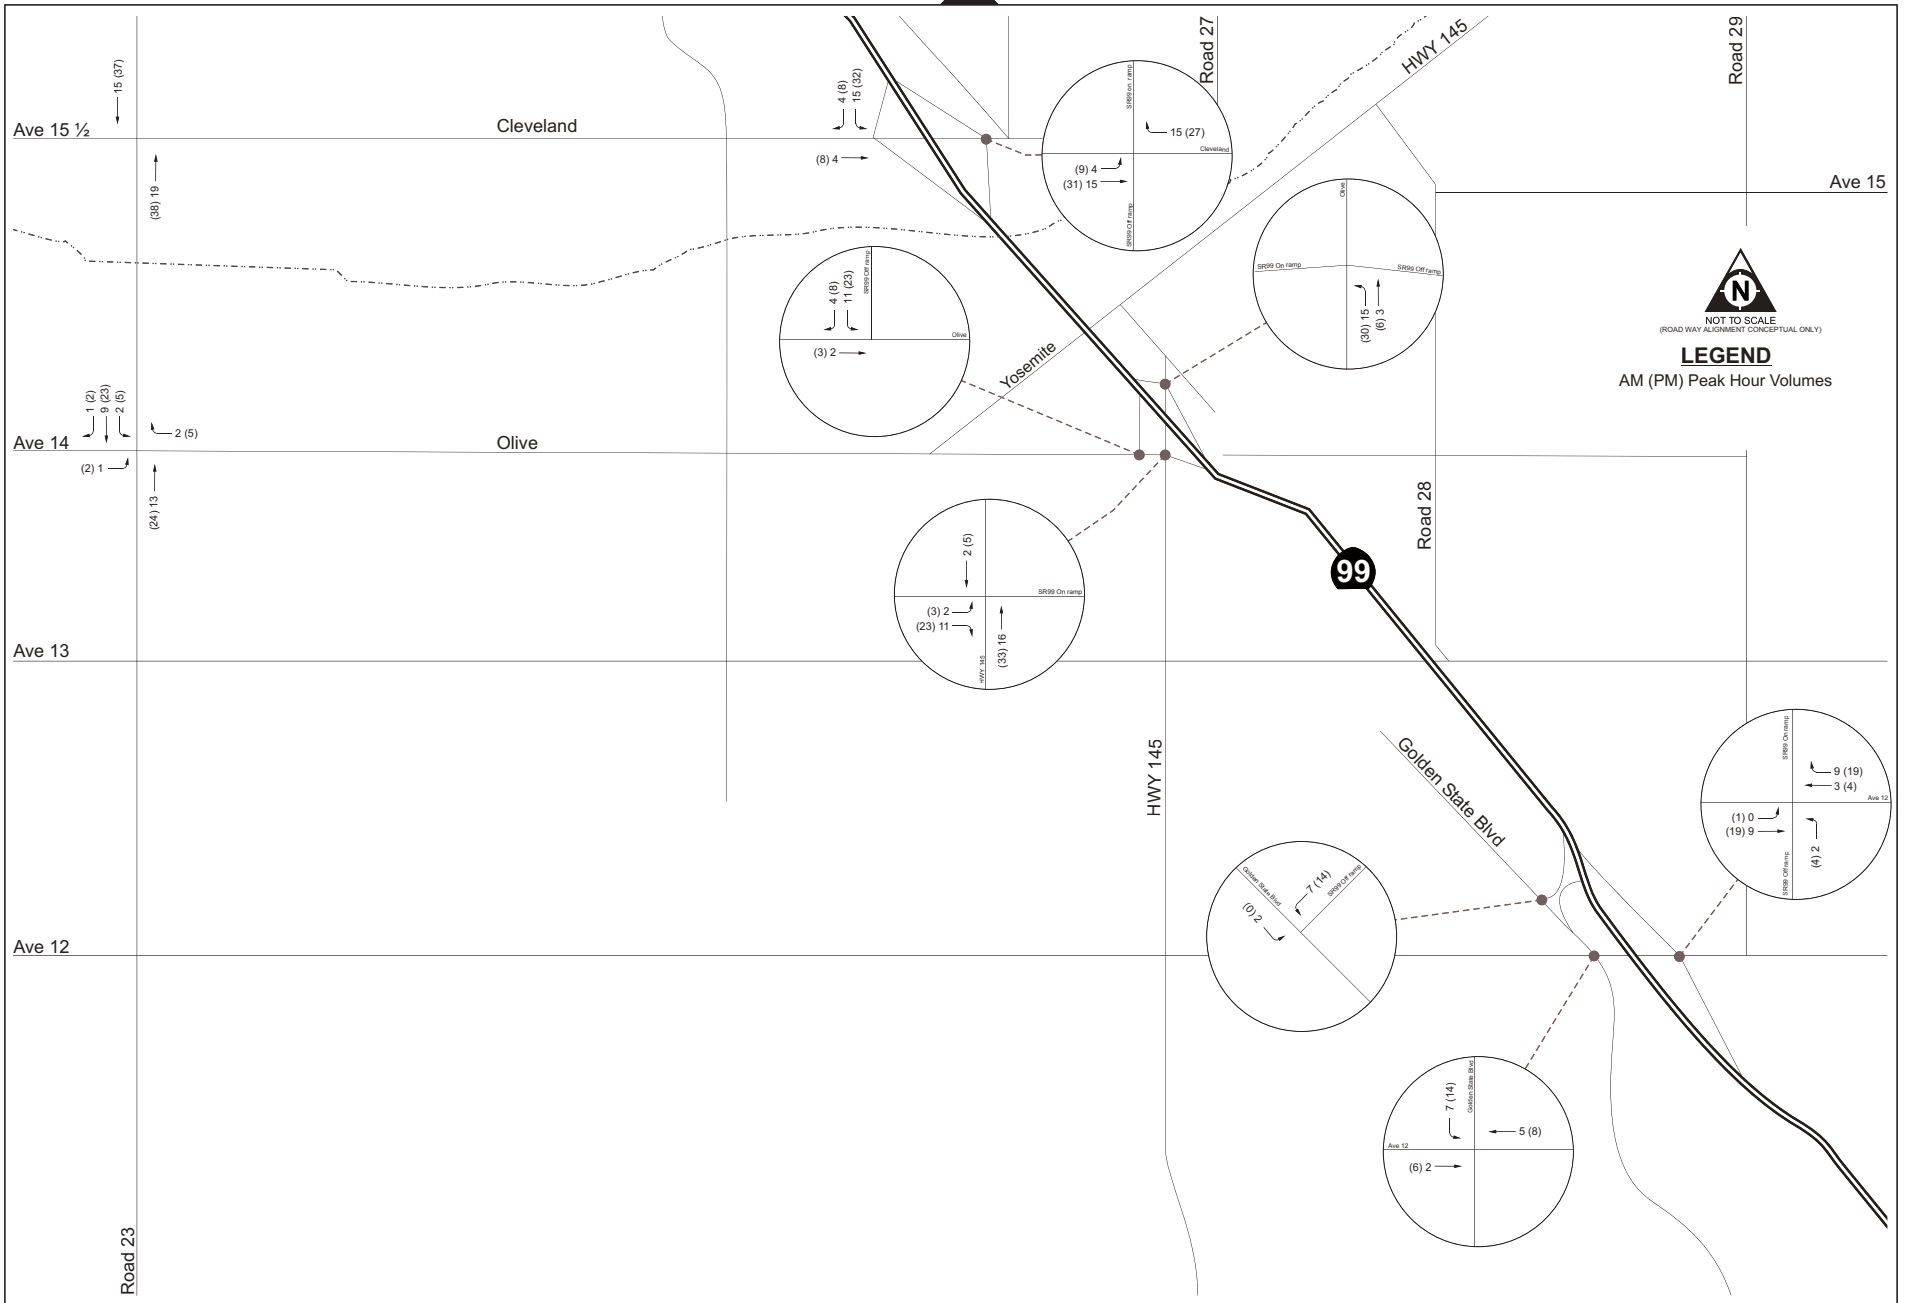 Road 27
Road 29
HWY 145
15 (37)
4 (8)
15 (32)
SR99 on ramp
15 (27)
Ave 15 ½
Cleveland
Cleveland
(8) 4
(9) 4
(31) 15
SR99 Off ramp
(38) 19
Ave 15
Olive
SR99 On ramp
SR99 Off ramp
(30) 15
(6) 3
4 (8)
11 (23)
SR99 Off ramp
Olive
(3) 2
N
NOT TO SCALE
(ROAD WAY ALIGNMENT CONCEPTUAL ONLY)
LEGEND
AM (PM) Peak Hour Volumes
Yosemite
1 (2)
9 (23)
2 (5)
2 (5)
Ave 14
Olive
(2) 1
(24) 13
Road 28
2 (5)
SR99 On ramp
(3) 2
(23) 11
(33) 16
HWY 145
99
Ave 13
HWY 145
Golden State Blvd
SR99 On ramp
9 (19)
3 (4)
Ave 12
(1) 0
(19) 9
(4) 2
SR99 Off ramp
Golden State Blvd
7 (14)
SR99 Off ramp
(0) 2
Ave 12
7 (14)
Golden State Blvd
5 (8)
Ave 12
(6) 2
Road 23